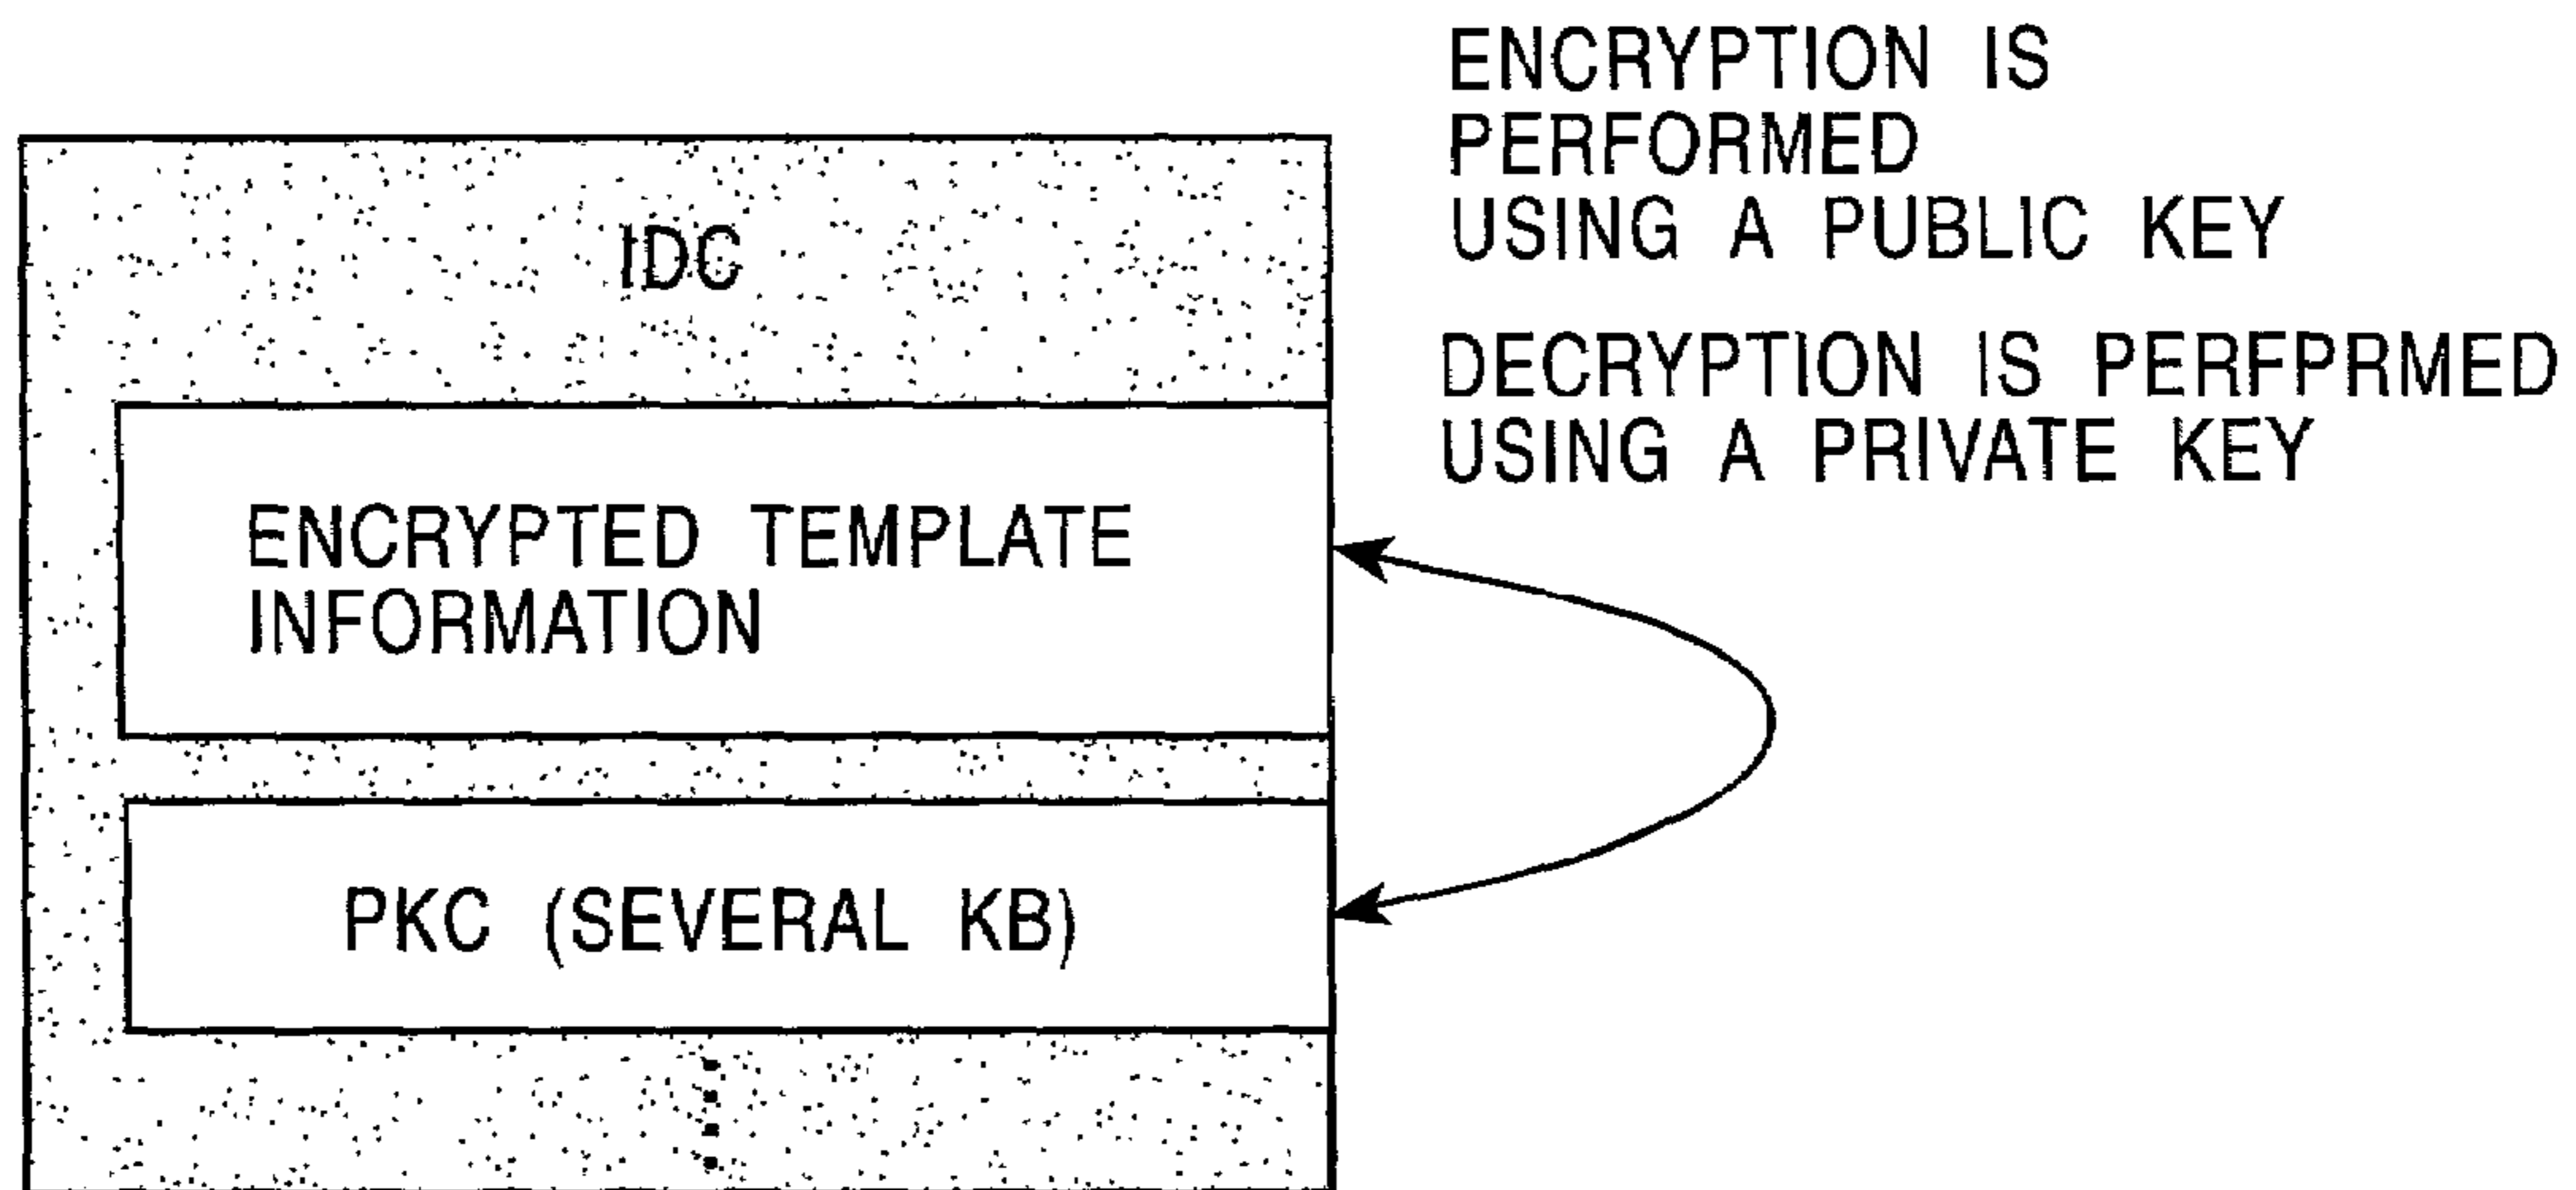 ENCRYPTION IS
PERFORMED
USING A PUBLIC KEY
DECRYPTION IS PERFPRMED
USING A PRIVATE KEY
IDC
ENCRYPTED TEMPLATE
INFORMATION
PKC (SEVERAL KB)